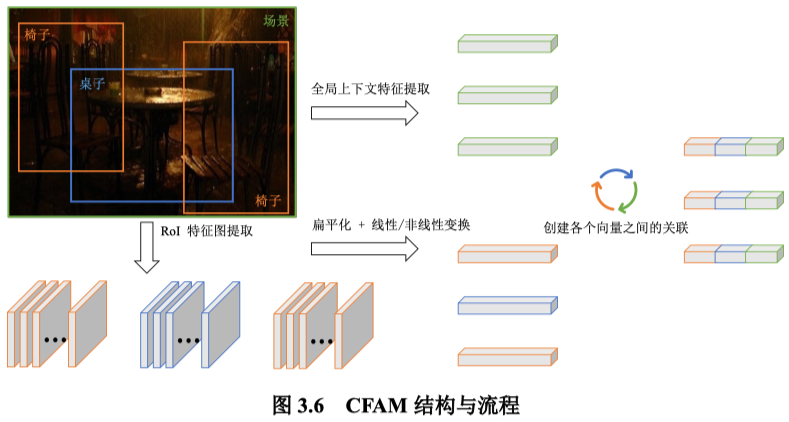 场景
椅子
桌子
椅子
全局上下文特征提取
RoI 特征图提取
扁平化 + 线性/非线性变换
创建各个向量之间的关联
图 3.6 CFAM 结构与流程